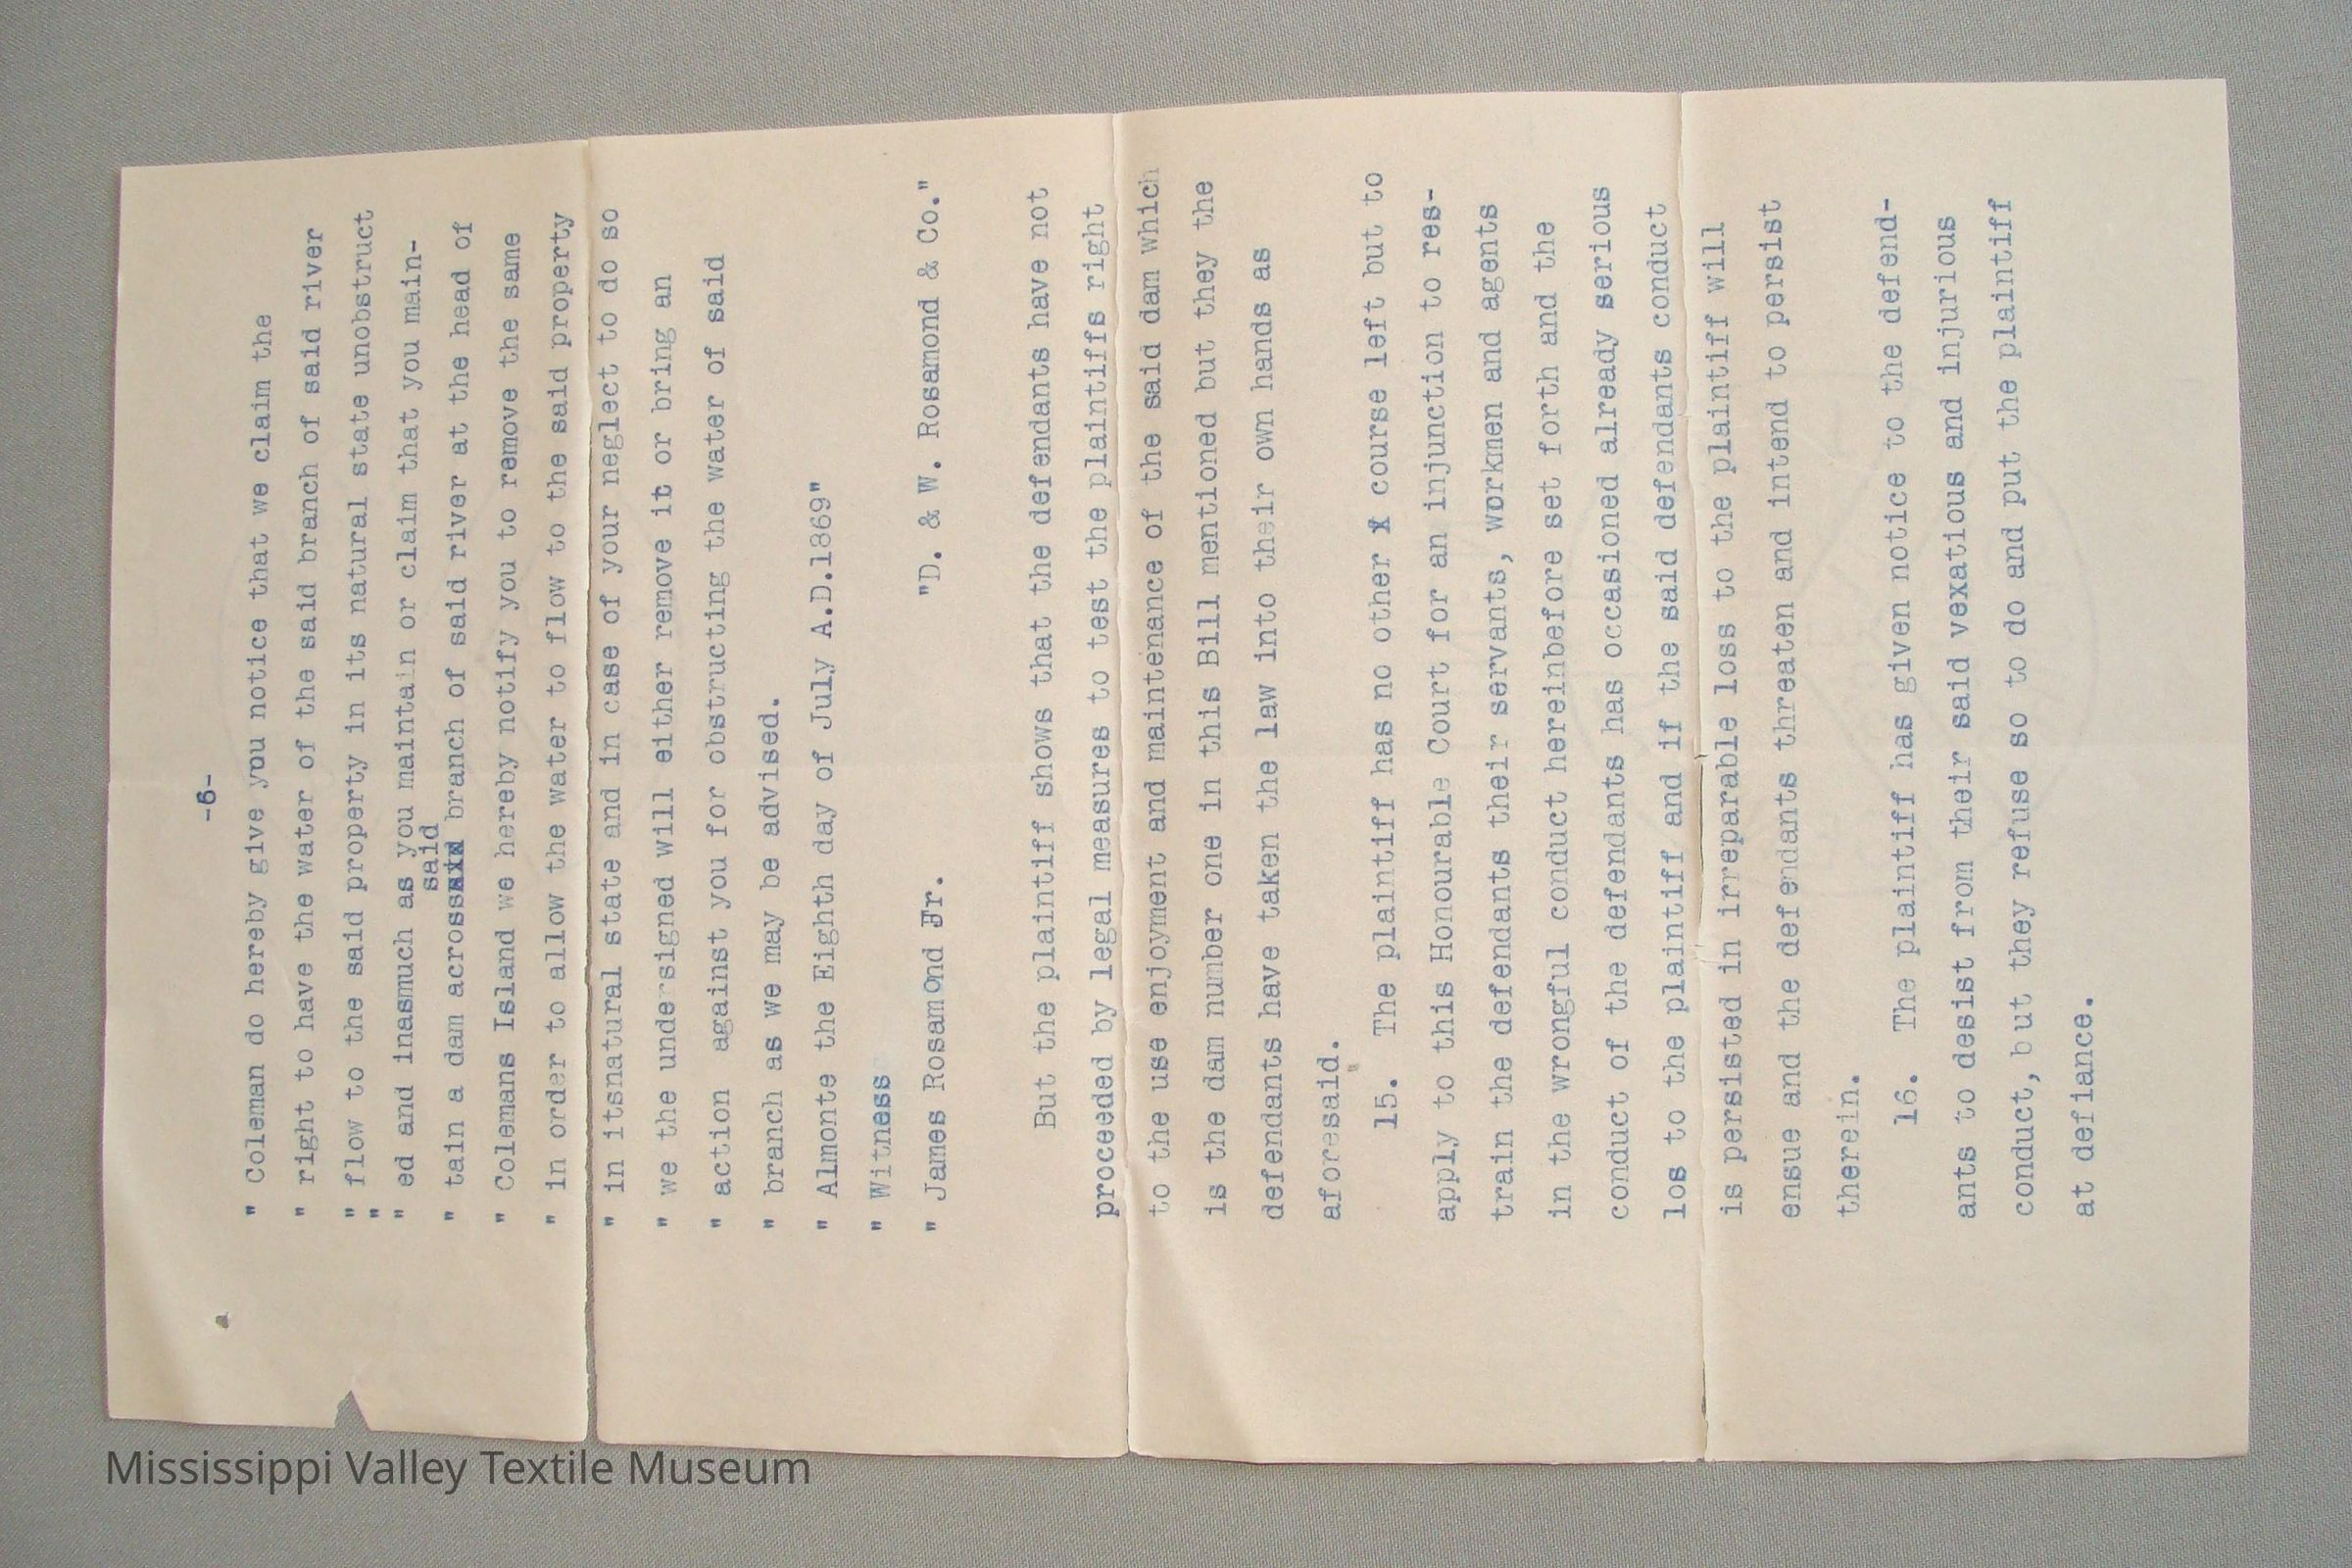 -6-
" Coleman do hereby give you notice that we claim the
" right to have the water of the said branch of said river
" flow to the said property in its natural state unobstruct
"
" ed and inasmuch as you maintain or claim that you main-
said
" tain a dam across branch of said river at the head of
" Colemans Island we hereby notify you to remove the same
" in order to allow the water to flow to the said property
" in itsnatural state and in case of your neglect to do so
" we the undersigned will either remove it or bring an
" action against you for obstructing the water of said
" branch as we may be advised.
" Almonte the Eighth day of July A.D.1869"
" Witness
" James Rosamond Jr. "D. & W. Rosamond & Co."
But the plaintiff shows that the defendants have not
proceeded by legal measures to test the plaintiffs right
to the use enjoyment and maintenance of the said dam which
is the dam number one in this Bill mentioned but they the
defendants have taken the law into their own hands as
aforesaid.
15. The plaintiff has no other x course left but to
apply to this Honourable Court for an injunction to res-
train the defendants their servants, workmen and agents
in the wrongful conduct hereinbefore set forth and the
conduct of the defendants has occasioned already serious
los to the plaintiff and if the said defendants conduct
is persisted in irreparable loss to the plaintiff will
ensue and the defendants threaten and intend to persist
therein.
16. The plaintiff has given notice to the defend-
ants to desist from their said vexatious and injurious
conduct, but they refuse so to do and put the plaintiff
at defiance.
Mississippi Valley Textile Museum